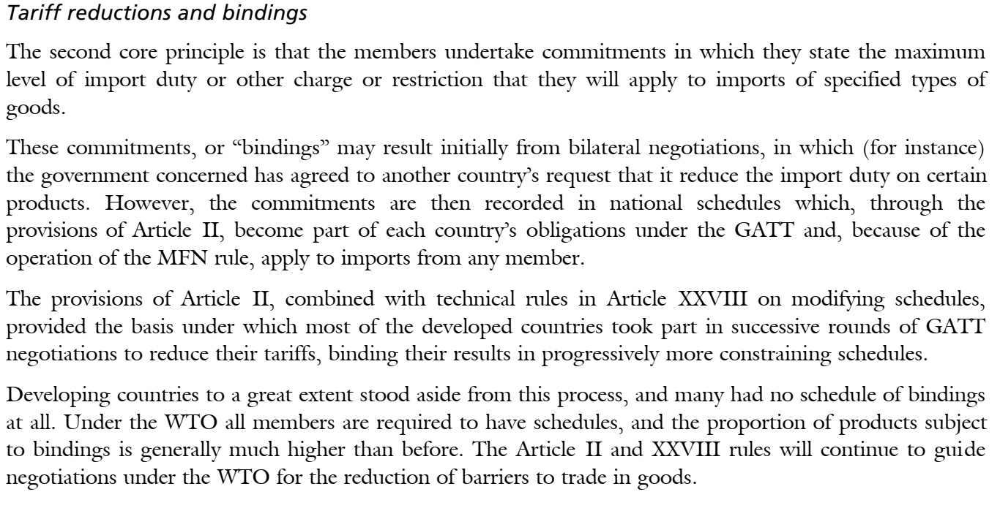 Tariff reductions and bindings
The second core principle is that the members undertake commitments in which they state the maximum
level of import duty or other charge or restriction that they will apply to imports of specified types of
goods.
These commitments, or “bindings” may result initially from bilateral negotiations, in which (for instance)
the government concerned has agreed to another country’s request that it reduce the import duty on certain
products. However, the commitments are then recorded in national schedules which, through the
provisions of Article II, become part of each country’s obligations under the GATT and, because of the
operation of the MFN rule, apply to imports from any member.
The provisions of Article II, combined with technical rules in Article XXVIII on modifying schedules,
provided the basis under which most of the developed countries took part in successive rounds of GATT
negotiations to reduce their tariffs, binding their results in progressively more constraining schedules.
Developing countries to a great extent stood aside from this process, and many had no schedule of bindings
at all. Under the WTO all members are required to have schedules, and the proportion of products subject
to bindings is generally much higher than before. The Article II and XXVIII rules will continue to guide
negotiations under the WTO for the reduction of barriers to trade in goods.